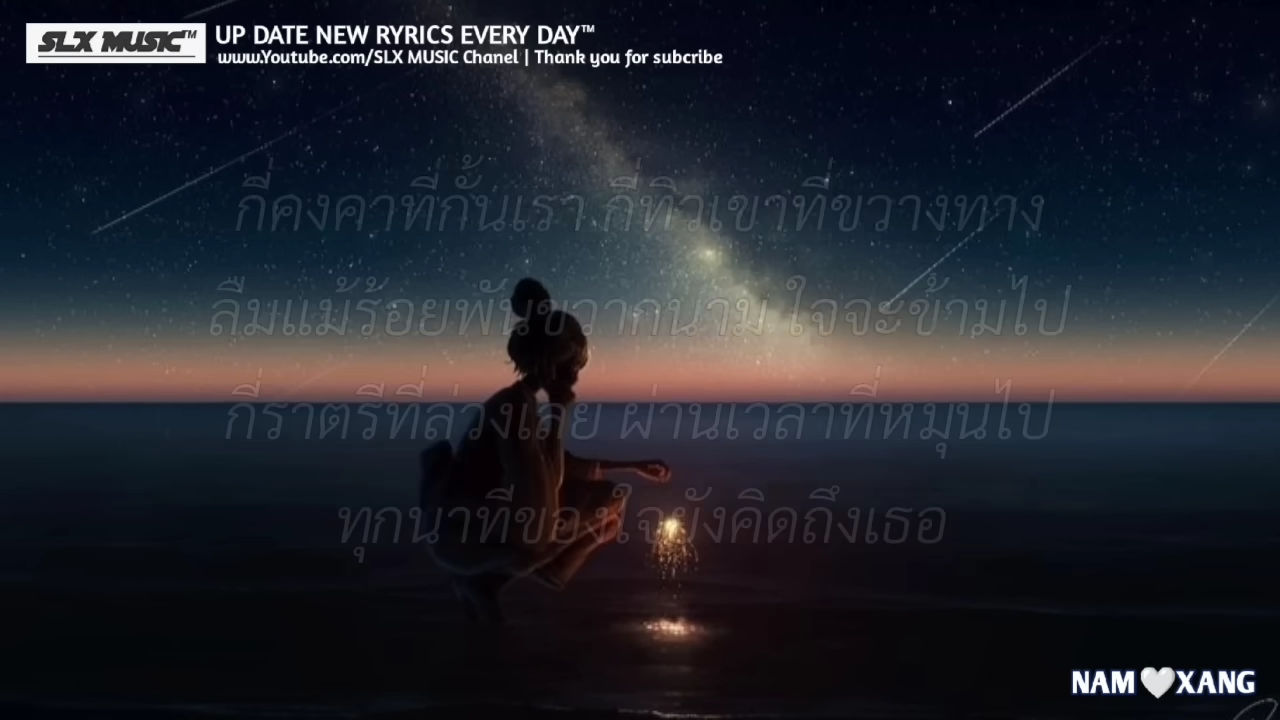 SLX MUSIC™
UP DATE NEW RYRICS EVERY DAY™
www.Youtube.com/SLX MUSIC Chanel | Thank you for subcribe
กี่คงคาที่กั้นเรา กี่ทิวเขาที่ขวางทาง
ลืมแม้ร้อยพันขวากนาม ใจจะข้ามไป
กี่ราตรีที่ล่วงเลย ผ่านเวลาที่หมุนไป
ทุกนาทีของใจยังคิดถึงเธอ
NAM🤍XANG